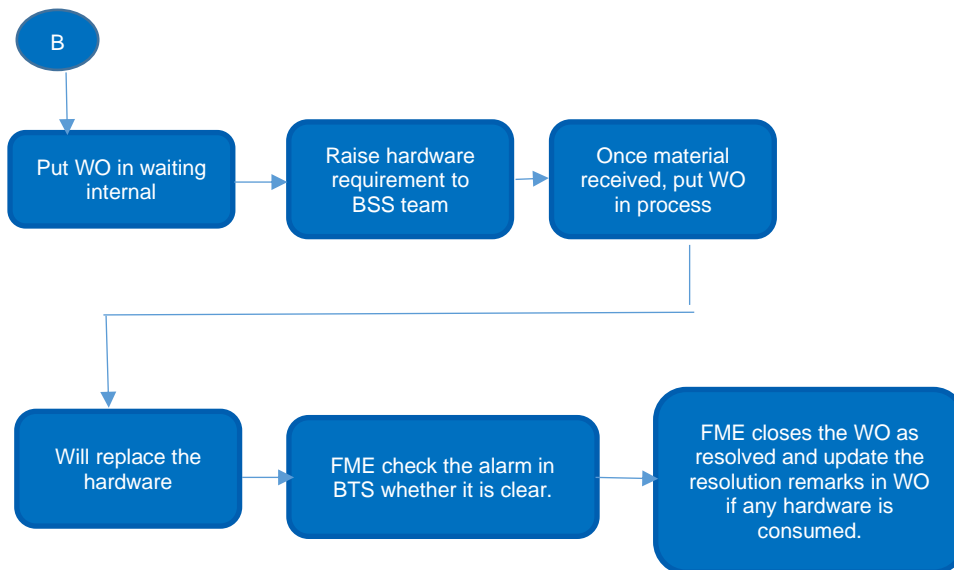 B
Put WO in waiting
internal
Raise hardware
requirement to
BSS team
Once material
received, put WO
in process
Will replace the
hardware
FME check the alarm in
BTS whether it is clear.
FME closes the WO as
resolved and update the
resolution remarks in WO
if any hardware is
consumed.